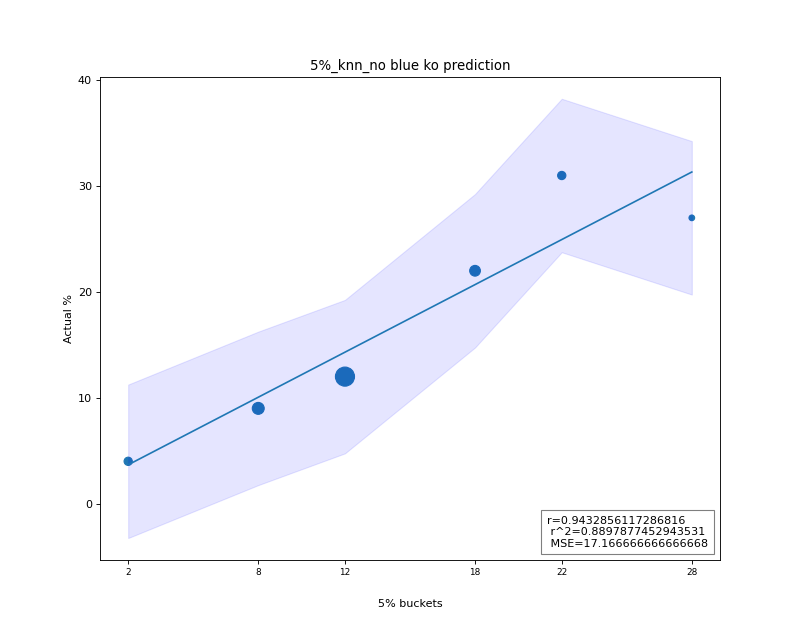 5%_knn_no blue ko prediction
40
30
20
10
0
Actual %
2
8
12
18
22
28
5% buckets
r=0.9432856117286816
r^2=0.8897877452943531
MSE=17.166666666666668